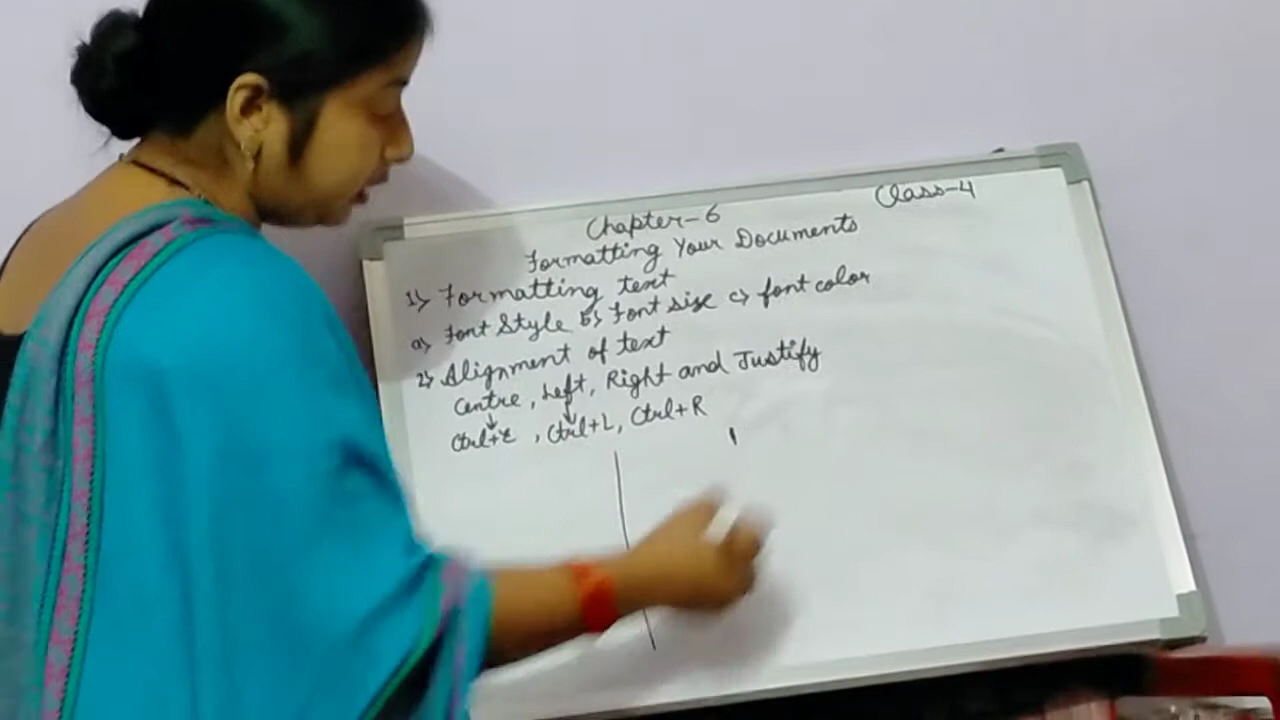 Class-4
Chapter-6
Formatting Your Documents
1) Formatting text
a) Font Style b) Font size c) font color
2) Alignment of text
Centre, Left, Right and Justify
Ctrl+E, Ctrl+L, Ctrl+R